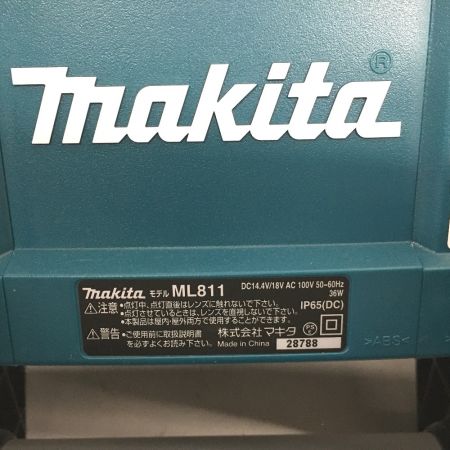 makita ®
makita モデル ML811 DC14.4V/18V AC 100V 50-60Hz
36W
⚠注意 •点灯中、点灯直後はレンズに触れないで下さい。
•点灯させているときは、レンズを直視しないで下さい。 IP65(DC)
•本製品は屋内・屋外両方で使用することができます。
⚠警告 •ご使用前に取扱説明書 株式会社マキタ PS
を必ずよくお読み下さい。 Made in China 28788
>ABS<